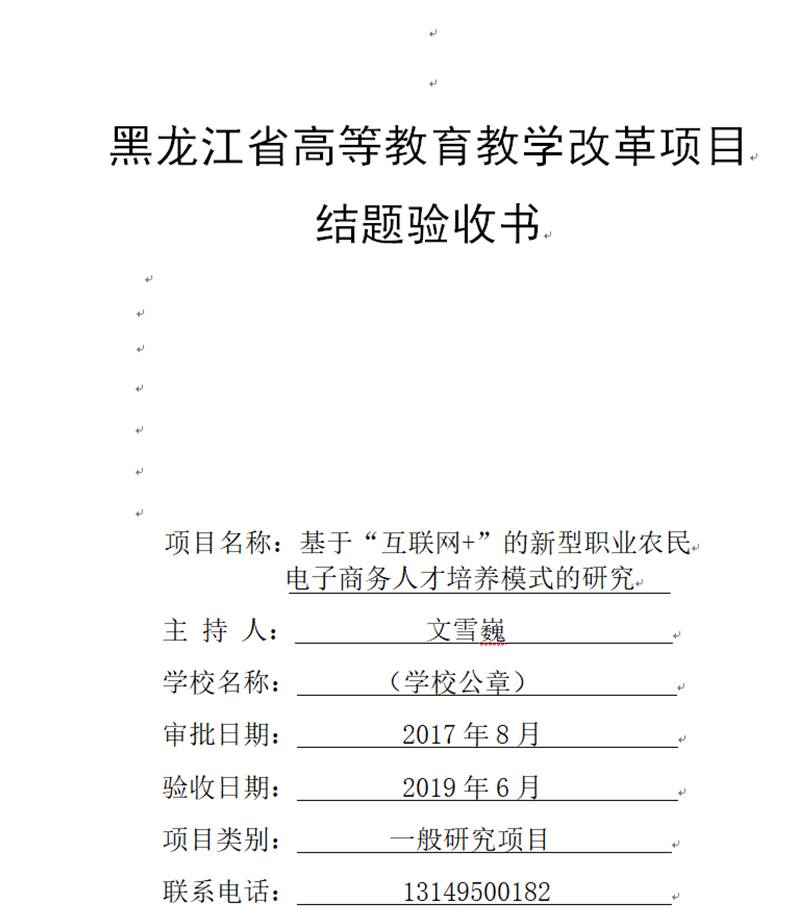 黑龙江省高等教育教学改革项目
结题验收书
项目名称：基于“互联网+”的新型职业农民
电子商务人才培养模式的研究
主 持 人：文雪巍
学校名称：（学校公章）
审批日期：2017 年 8 月
验收日期：2019 年 6 月
项目类别：一般研究项目
联系电话：13149500182